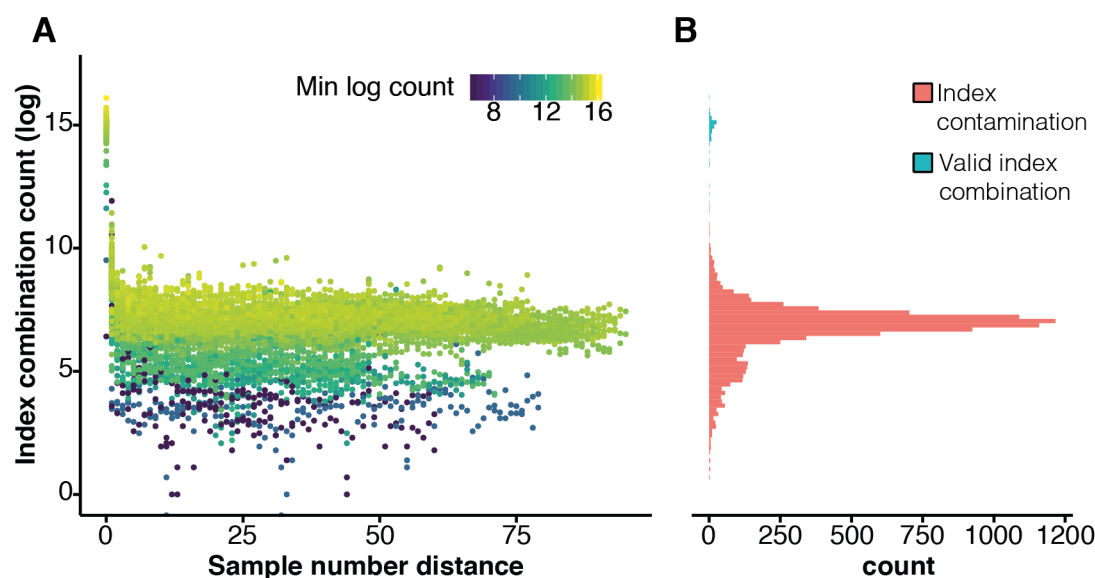 A
B
Index combination count (log)
15
10
5
0
Min log count
8 12 16
0 25 50 75
Sample number distance
Index
contamination
Valid index
combination
0 250 500 750 1000 1200
count